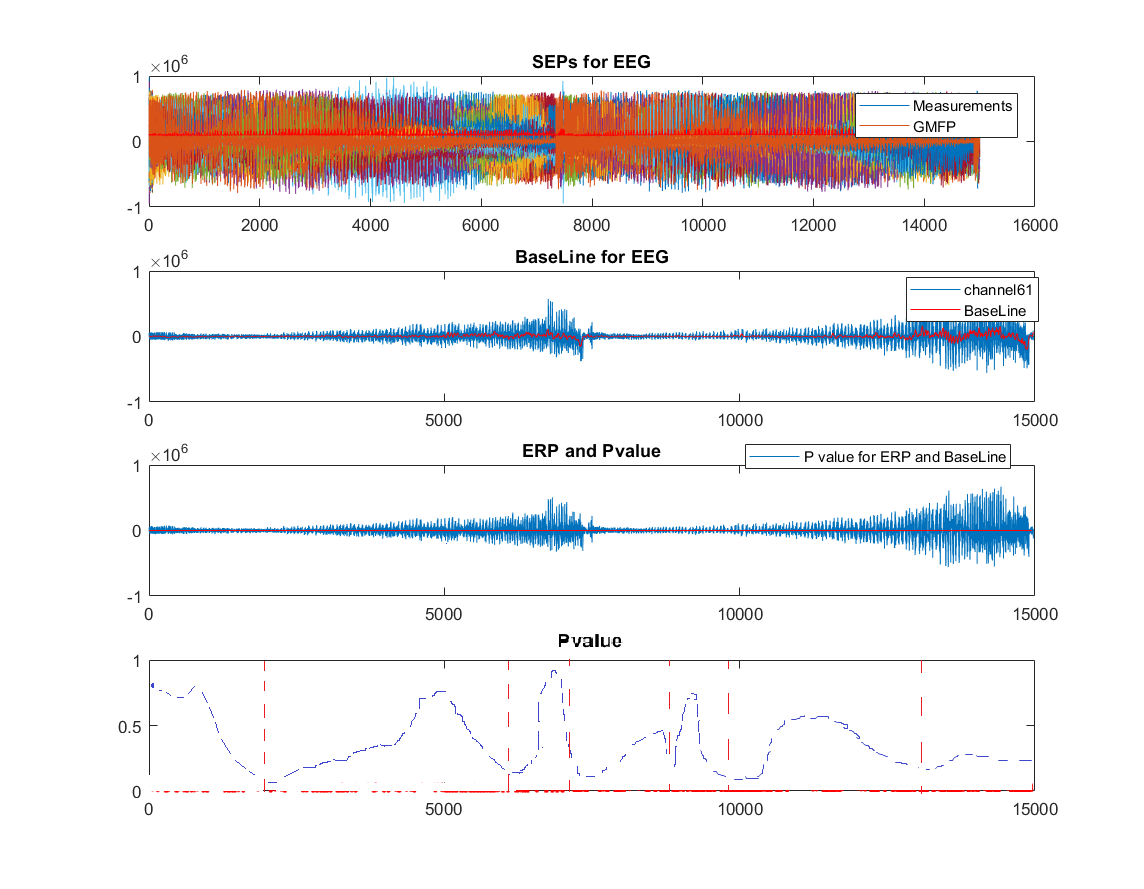 SEPs for EEG
×10^6
1
0
-1
0 2000 4000 6000 8000 10000 12000 14000 16000
Measurements
GMFP
BaseLine for EEG
×10^6
1
0
-1
0 5000 10000 15000
channel61
BaseLine
ERP and Pvalue
×10^6
1
0
-1
0 5000 10000 15000
P value for ERP and BaseLine
Pvalue
1
0.5
0
0 5000 10000 15000